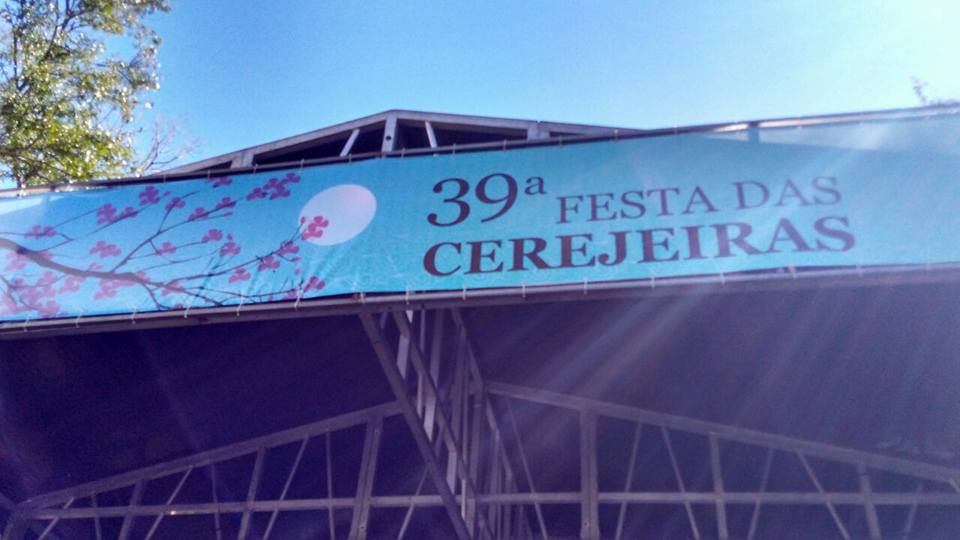 39ª FESTA DAS
CEREJEIRAS